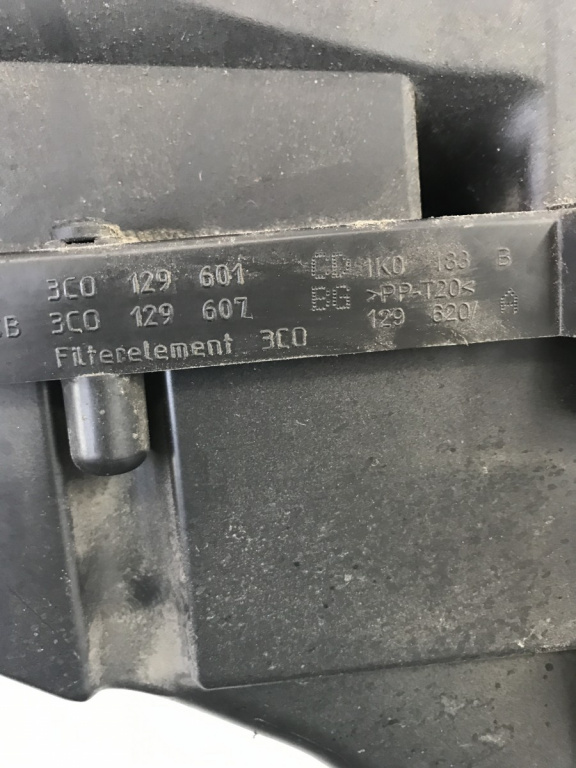 3C0 129 601 CD 1K0 183 B
B 3C0 129 607 BG >PP-T20<
Filterelement 3C0 129 620/ A